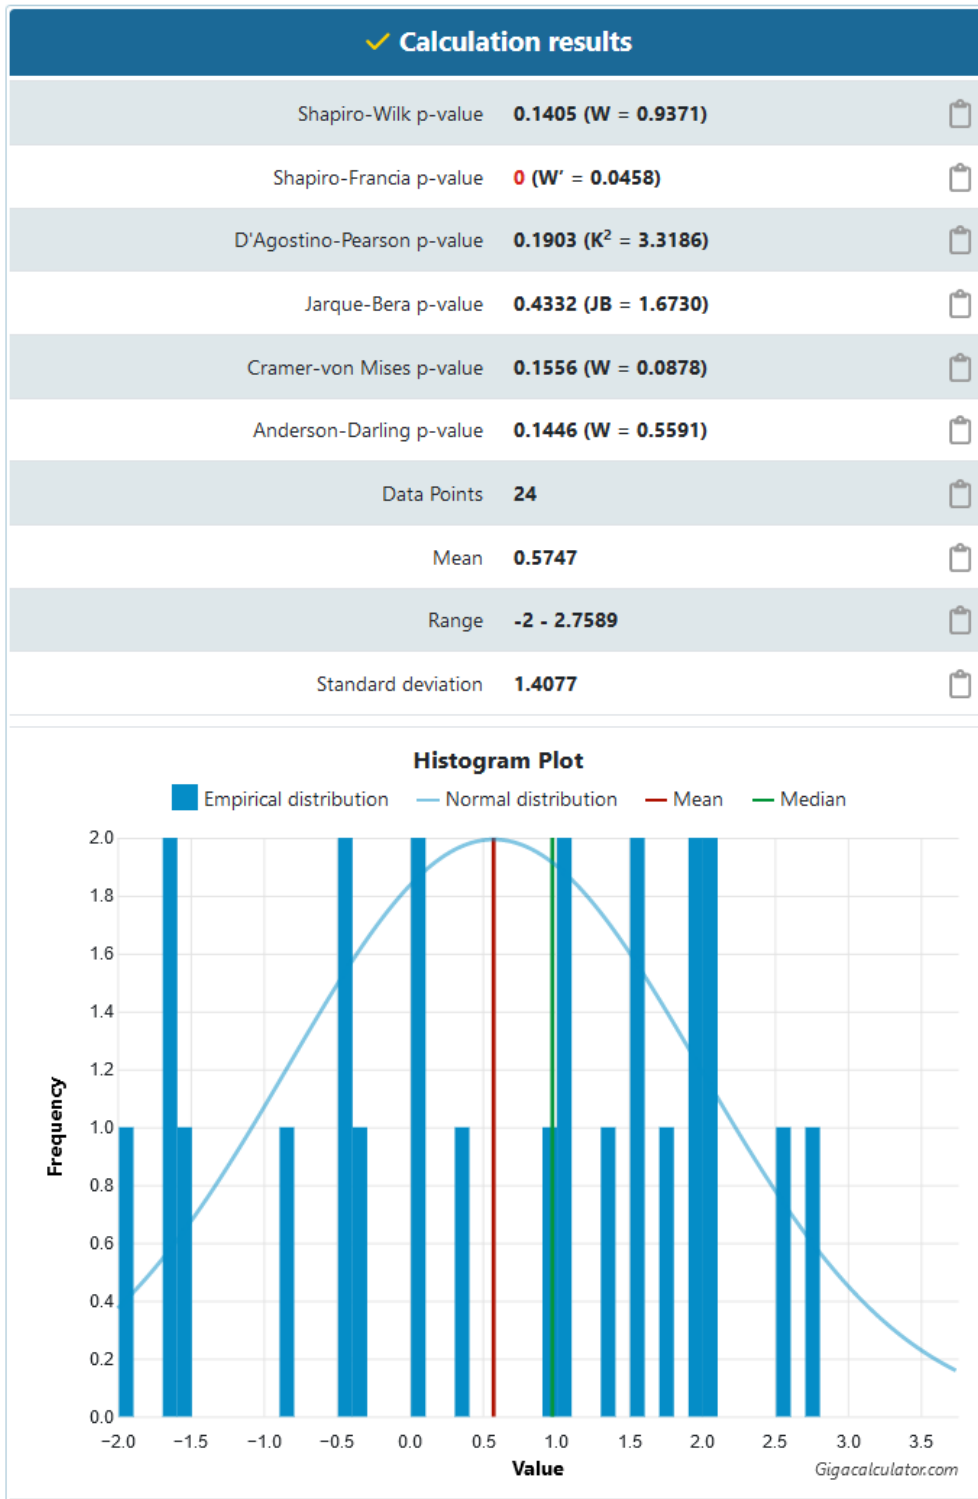 Calculation results
Shapiro-Wilk p-value 0.1405 (W = 0.9371)
Shapiro-Francia p-value 0 (W' = 0.0458)
D'Agostino-Pearson p-value 0.1903 (K² = 3.3186)
Jarque-Bera p-value 0.4332 (JB = 1.6730)
Cramer-von Mises p-value 0.1556 (W = 0.0878)
Anderson-Darling p-value 0.1446 (W = 0.5591)
Data Points 24
Mean 0.5747
Range -2 - 2.7589
Standard deviation 1.4077
Histogram Plot
Empirical distribution Normal distribution Mean Median
2.0
1.8
1.6
1.4
1.2
1.0
0.8
0.6
0.4
0.2
0.0
Frequency
−2.0 −1.5 −1.0 −0.5 0.0 0.5 1.0 1.5 2.0 2.5 3.0 3.5
Value
Gigacalculator.com